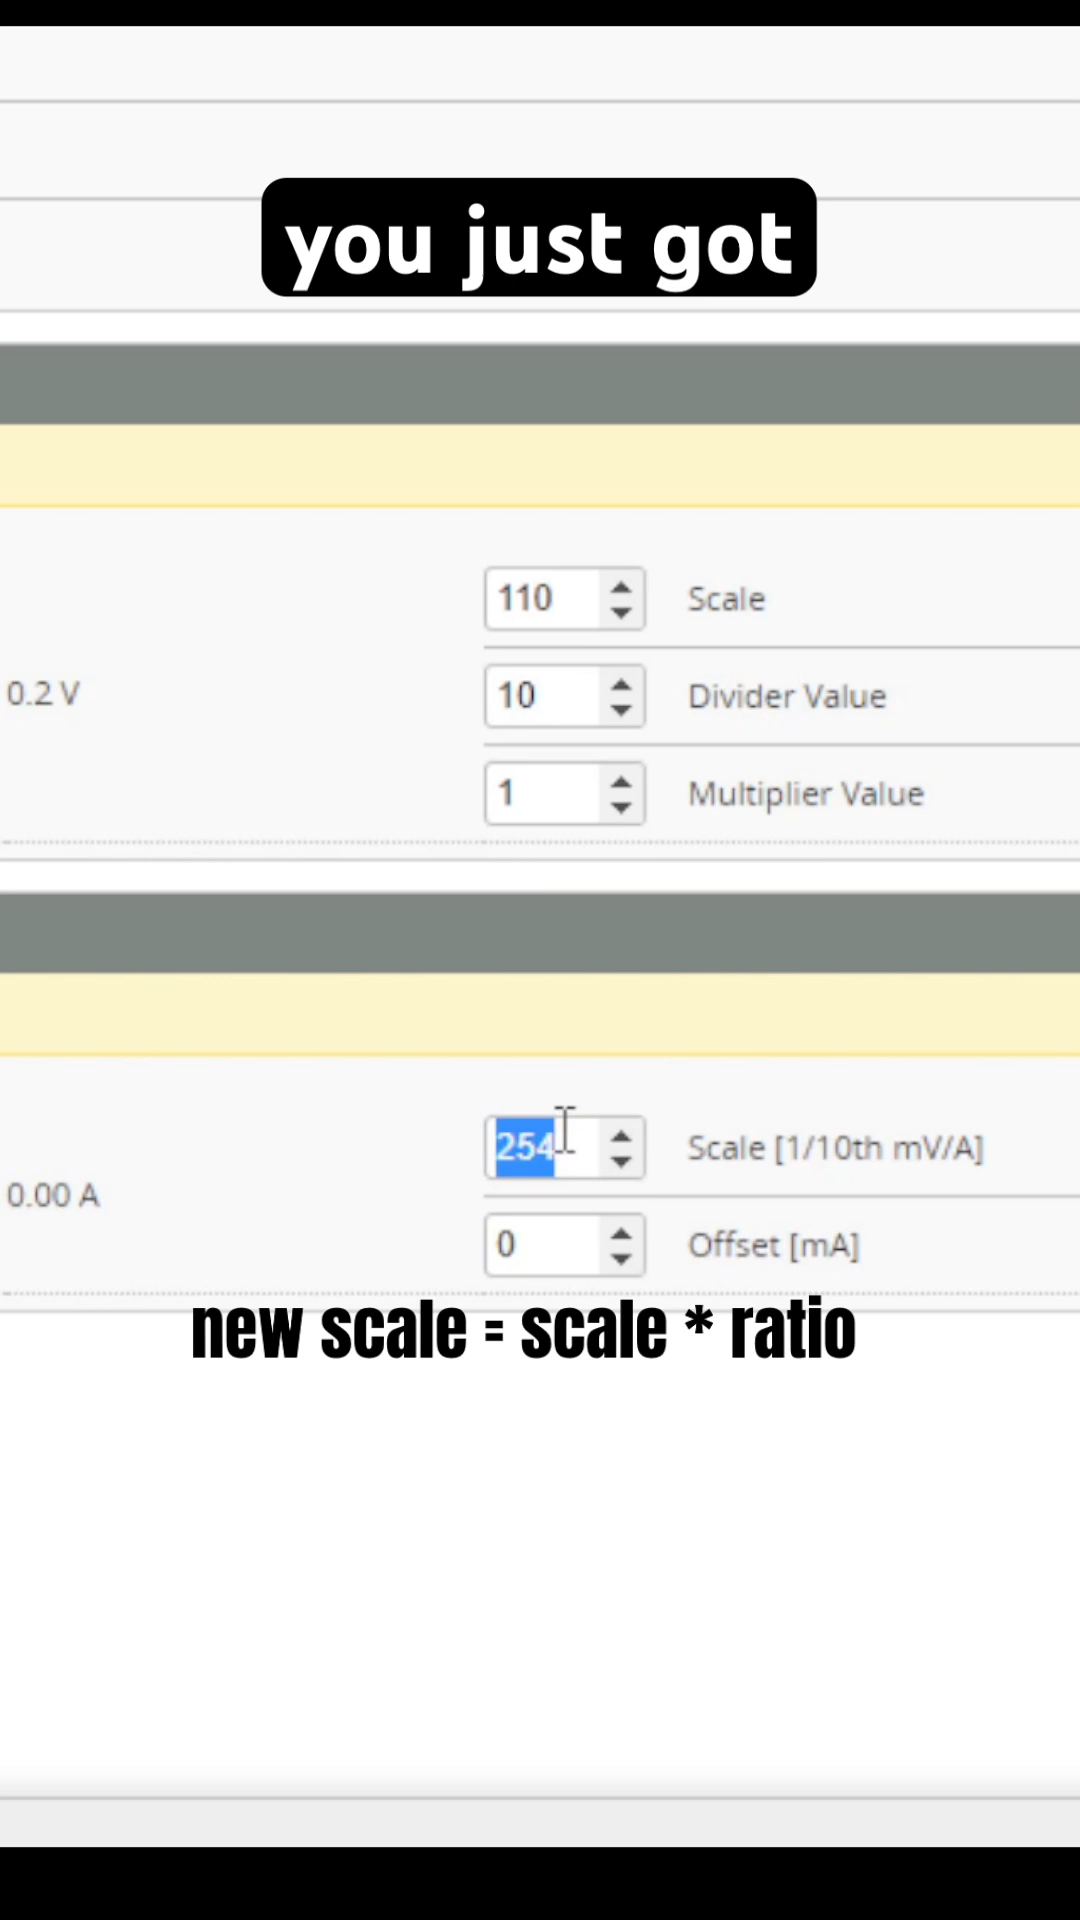 you just got
110 Scale
0.2 V
10 Divider Value
1 Multiplier Value
254 Scale [1/10th mV/A]
0.00 A
0 Offset [mA]
new scale = scale * ratio